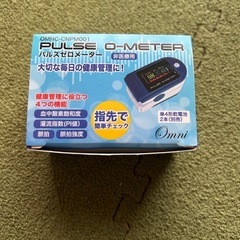 OMHC-CNPM001
PULSE O-METER
パルスゼロメーター
非医療用
大切な毎日の健康管理に!
健康管理に役立つ
4つの機能
血中酸素飽和度
灌流指数(PI値)
脈拍
脈拍強度
指先で
簡単チェック
単4形乾電池
2本(別売)
Omni